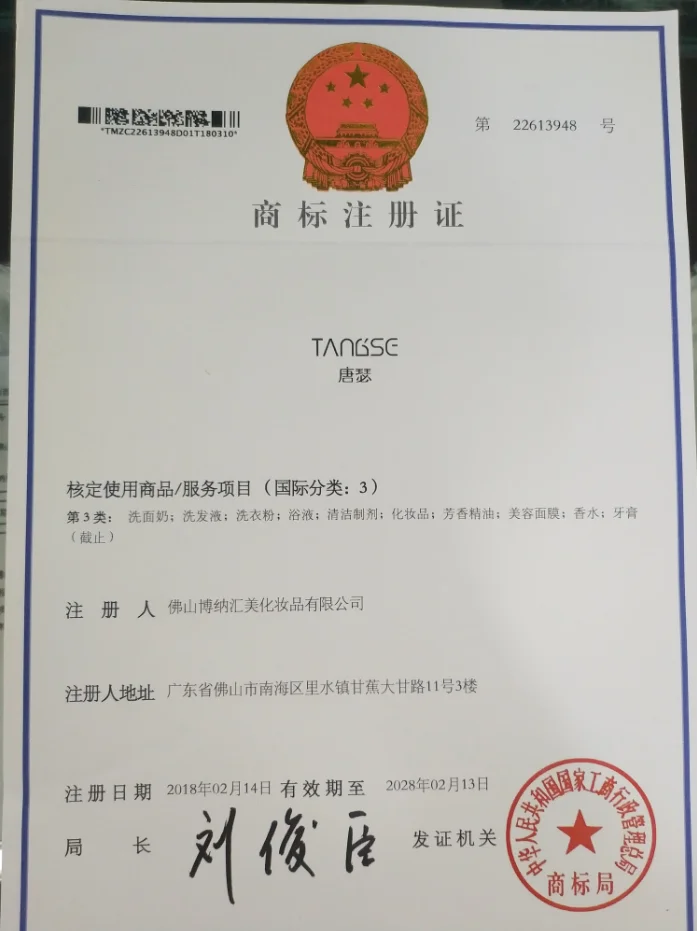 *TMZC22613948D01T180310*
第 22613948 号
商标注册证
TANGSE
唐瑟
核定使用商品/服务项目（国际分类：3）
第3类：洗面奶；洗发液；洗衣粉；浴液；清洁制剂；化妆品；芳香精油；美容面膜；香水；牙膏
（截止）
注册人 佛山博纳汇美化妆品有限公司
注册人地址 广东省佛山市南海区里水镇甘蕉大甘路11号3楼
注册日期 2018年02月14日 有效期至 2028年02月13日
局长 刘俊臣 发证机关
中华人民共和国国家工商行政管理总局
商标局